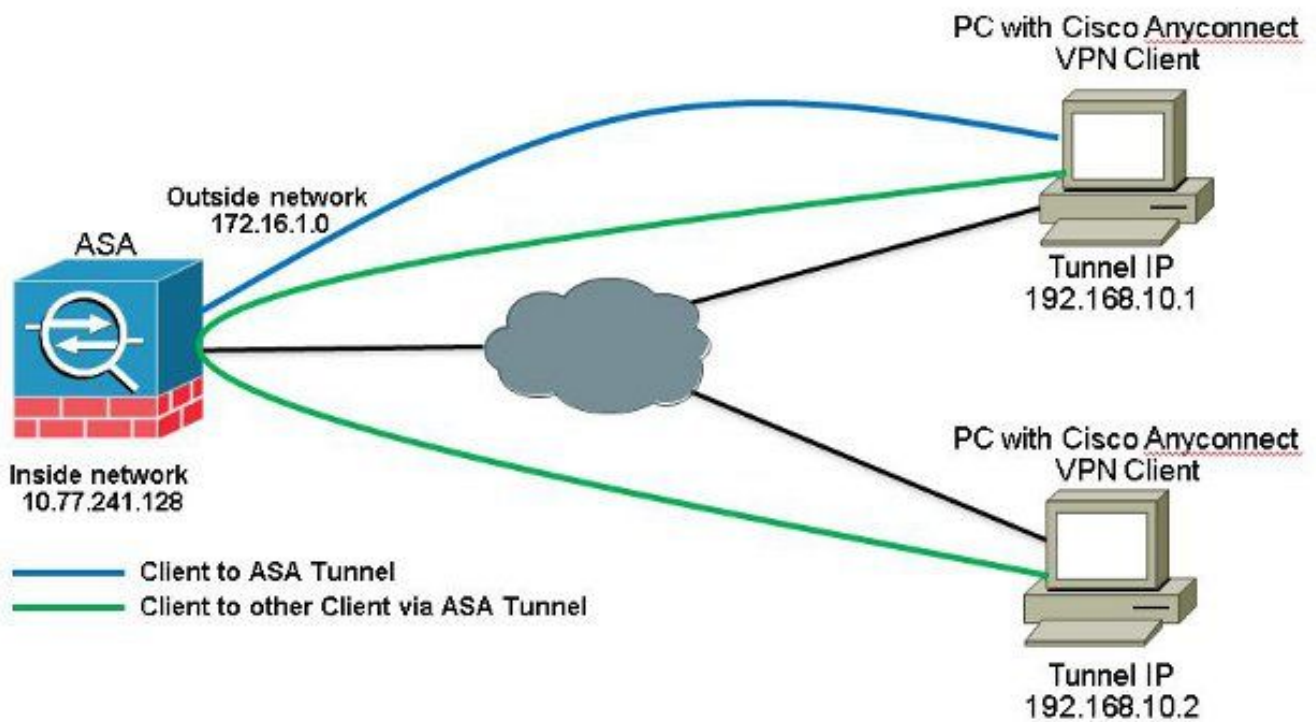 PC with Cisco Anyconnect
VPN Client
Outside network
172.16.1.0
ASA
Tunnel IP
192.168.10.1
Inside network
10.77.241.128
PC with Cisco Anyconnect
VPN Client
Client to ASA Tunnel
Client to other Client via ASA Tunnel
Tunnel IP
192.168.10.2